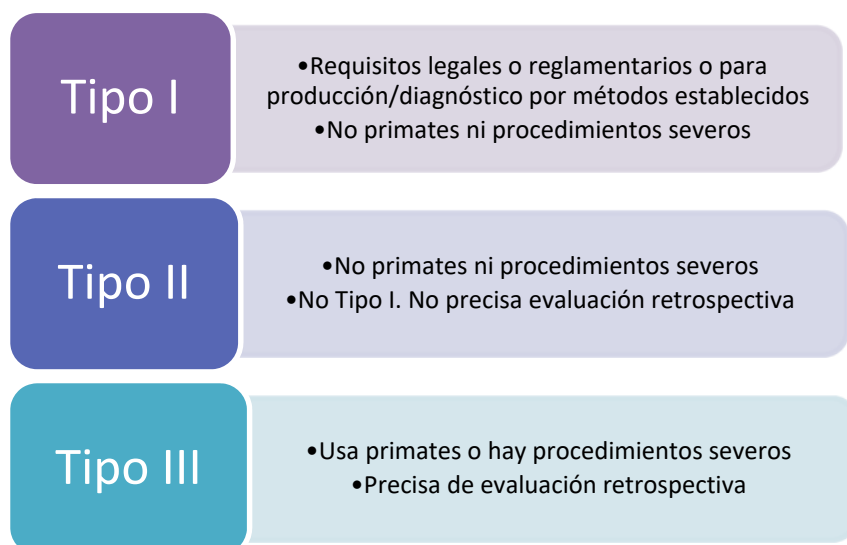 Tipo I
•Requisitos legales o reglamentarios o para
producción/diagnóstico por métodos establecidos
•No primates ni procedimientos severos
Tipo II
•No primates ni procedimientos severos
•No Tipo I. No precisa evaluación retrospectiva
Tipo III
•Usa primates o hay procedimientos severos
•Precisa de evaluación retrospectiva